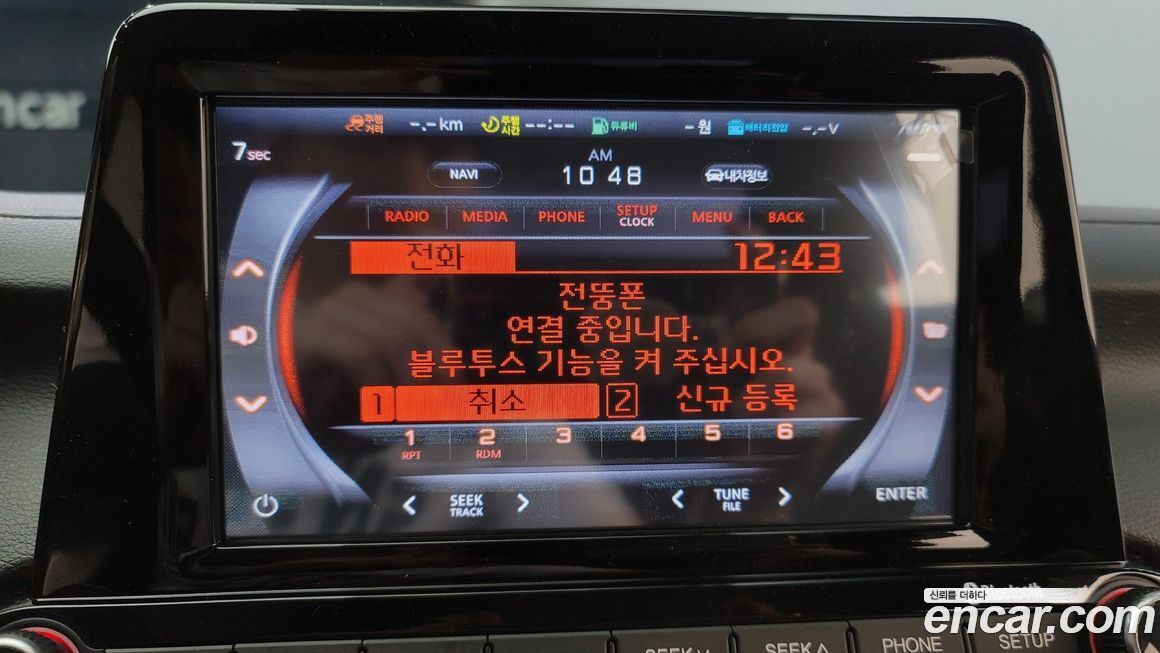 encar
주행거리 -.-km 주행시간 --:-- 유류비 -원 배터리전압 -.-V
7sec
AM
NAVI 10 48 내차정보
RADIO MEDIA PHONE SETUP CLOCK MENU BACK
전화 12:43
전뚱폰
연결 중입니다.
블루투스 기능을 켜 주십시오.
1 취소 2 신규 등록
1 2 3 4 5 6
RPT RDM
SEEK TRACK TUNE FILE ENTER
Bluetooth
신뢰를 더하다
encar.com
SEEK SEEK PHONE SETUP